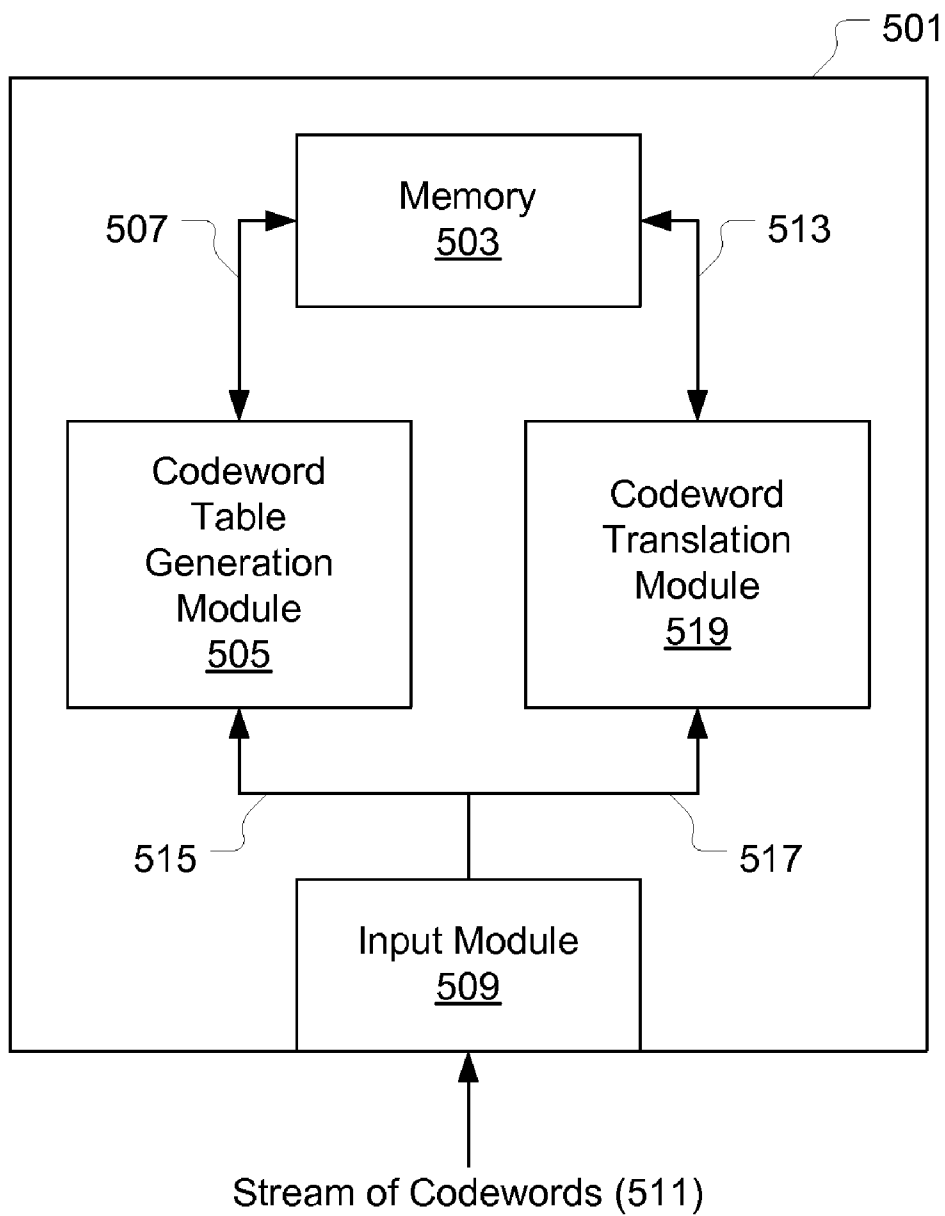 501
Memory
503
507
513
Codeword
Table
Generation
Module
505
Codeword
Translation
Module
519
515
517
Input Module
509
Stream of Codewords (511)